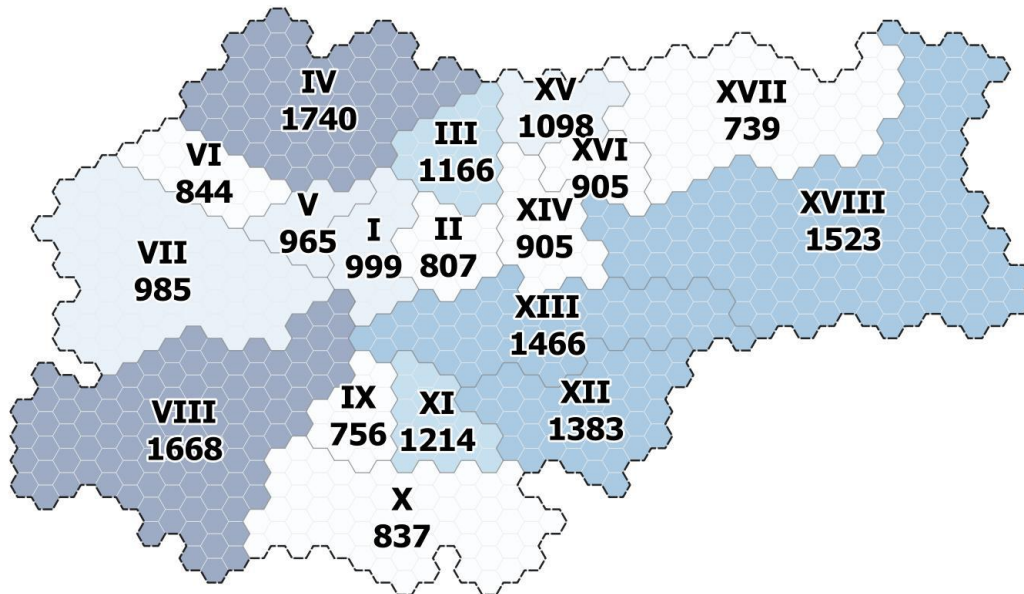 IV
1740
XV
1098
XVII
739
III
1166
VI
844
XVI
905
XVIII
1523
V
965
I
999
II
807
XIV
905
VII
985
XIII
1466
IX
756
XI
1214
XII
1383
VIII
1668
X
837